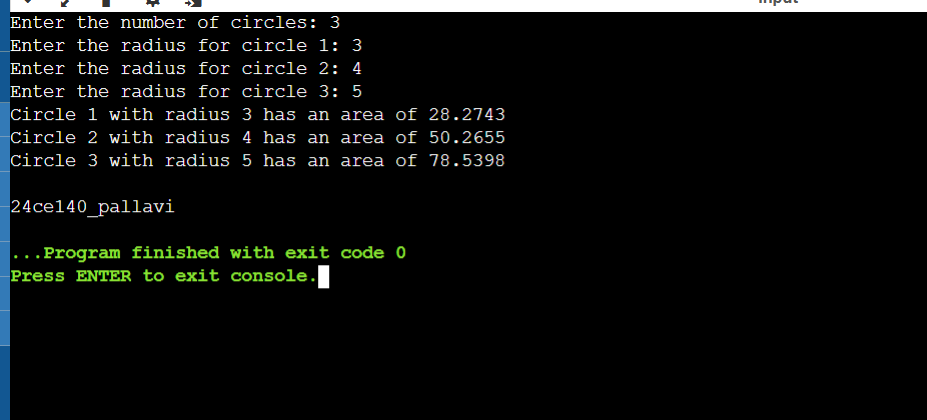 input
Enter the number of circles: 3
Enter the radius for circle 1: 3
Enter the radius for circle 2: 4
Enter the radius for circle 3: 5
Circle 1 with radius 3 has an area of 28.2743
Circle 2 with radius 4 has an area of 50.2655
Circle 3 with radius 5 has an area of 78.5398
24ce140_pallavi
...Program finished with exit code 0
Press ENTER to exit console.